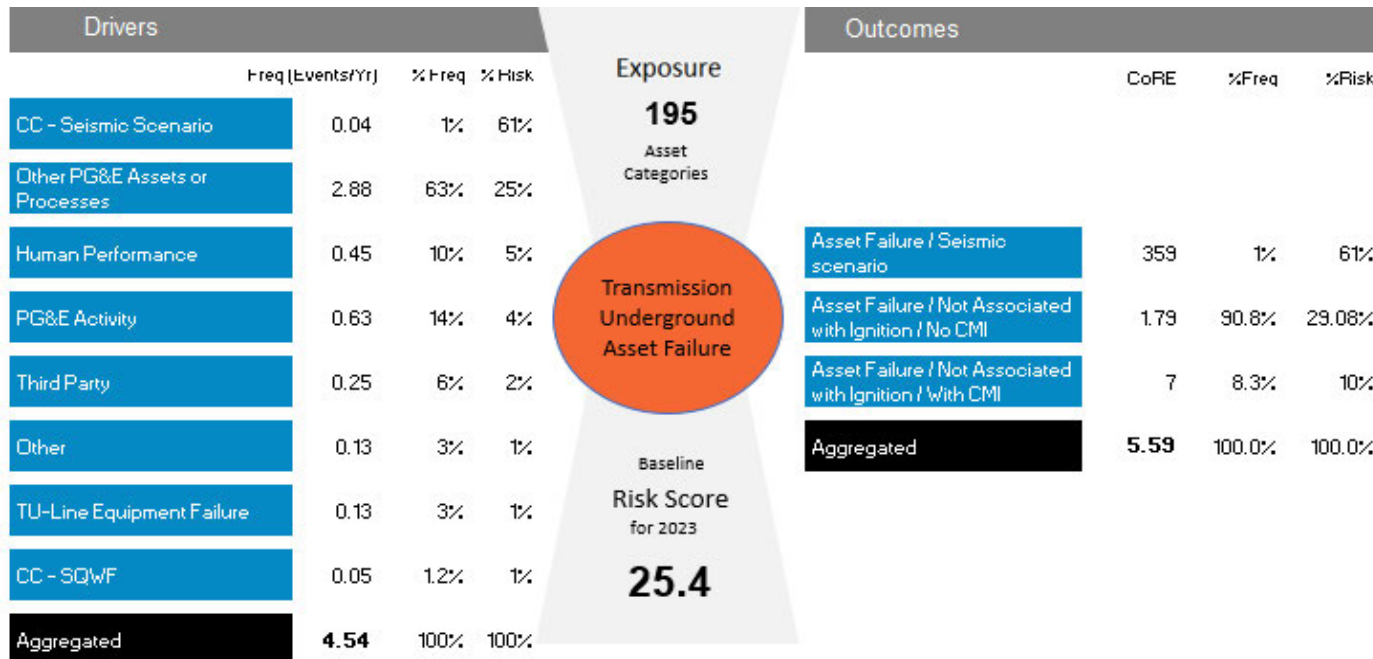 Drivers
Freq (Events/Yr) % Freq % Risk
CC - Seismic Scenario 0.04 1% 61%
Other PG&E Assets or
Processes 2.88 63% 25%
Human Performance 0.45 10% 5%
PG&E Activity 0.63 14% 4%
Third Party 0.25 6% 2%
Other 0.13 3% 1%
TU-Line Equipment Failure 0.13 3% 1%
CC - SQWF 0.05 1.2% 1%
Aggregated 4.54 100% 100%
Exposure
195
Asset
Categories
Transmission
Underground
Asset Failure
Baseline
Risk Score
for 2023
25.4
Outcomes
CoRE %Freq %Risk
Asset Failure / Seismic
scenario 359 1% 61%
Asset Failure / Not Associated
with Ignition / No CMI 1.79 90.8% 29.08%
Asset Failure / Not Associated
with Ignition / With CMI 7 8.3% 10%
Aggregated 5.59 100.0% 100.0%